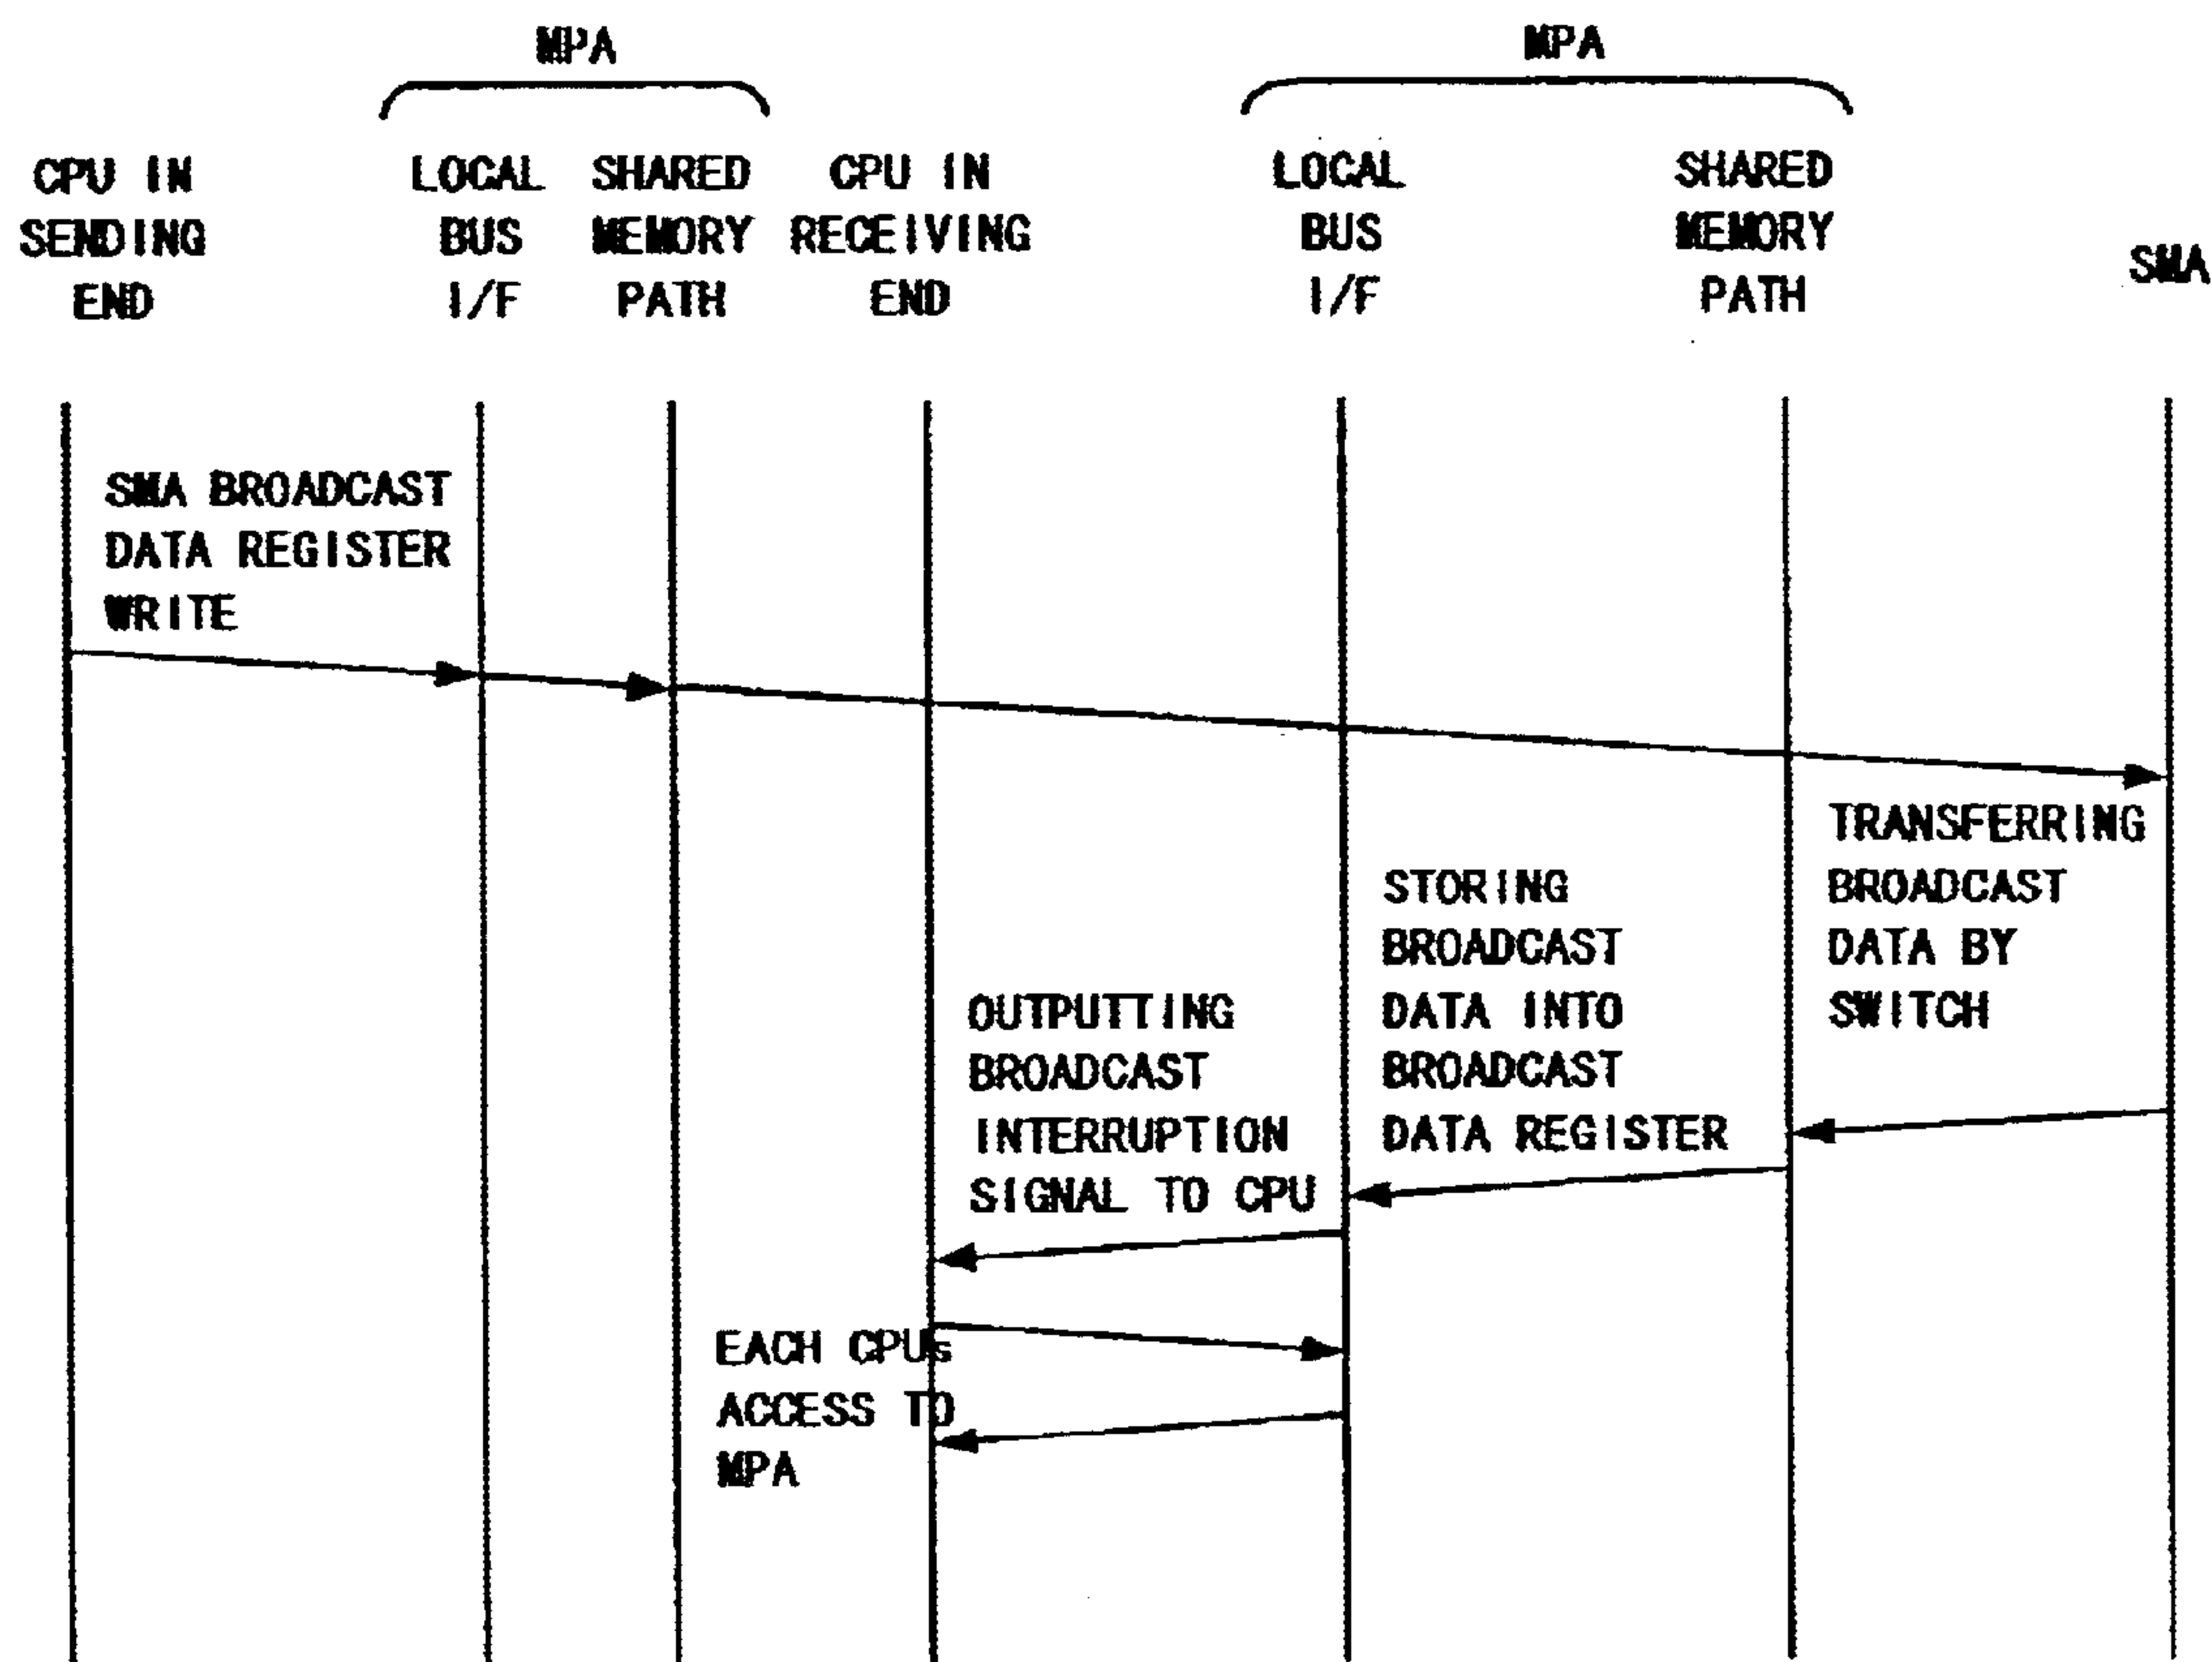 MPA
MPA
CPU IN
SENDING
END
LOCAL
BUS
I/F
SHARED
MEMORY
PATH
CPU IN
RECEIVING
END
LOCAL
BUS
I/F
SHARED
MEMORY
PATH
SMA
SMA BROADCAST
DATA REGISTER
WRITE
TRANSFERRING
BROADCAST
DATA BY
SWITCH
STORING
BROADCAST
DATA INTO
BROADCAST
DATA REGISTER
OUTPUTTING
BROADCAST
INTERRUPTION
SIGNAL TO CPU
EACH CPUs
ACCESS TO
MPA